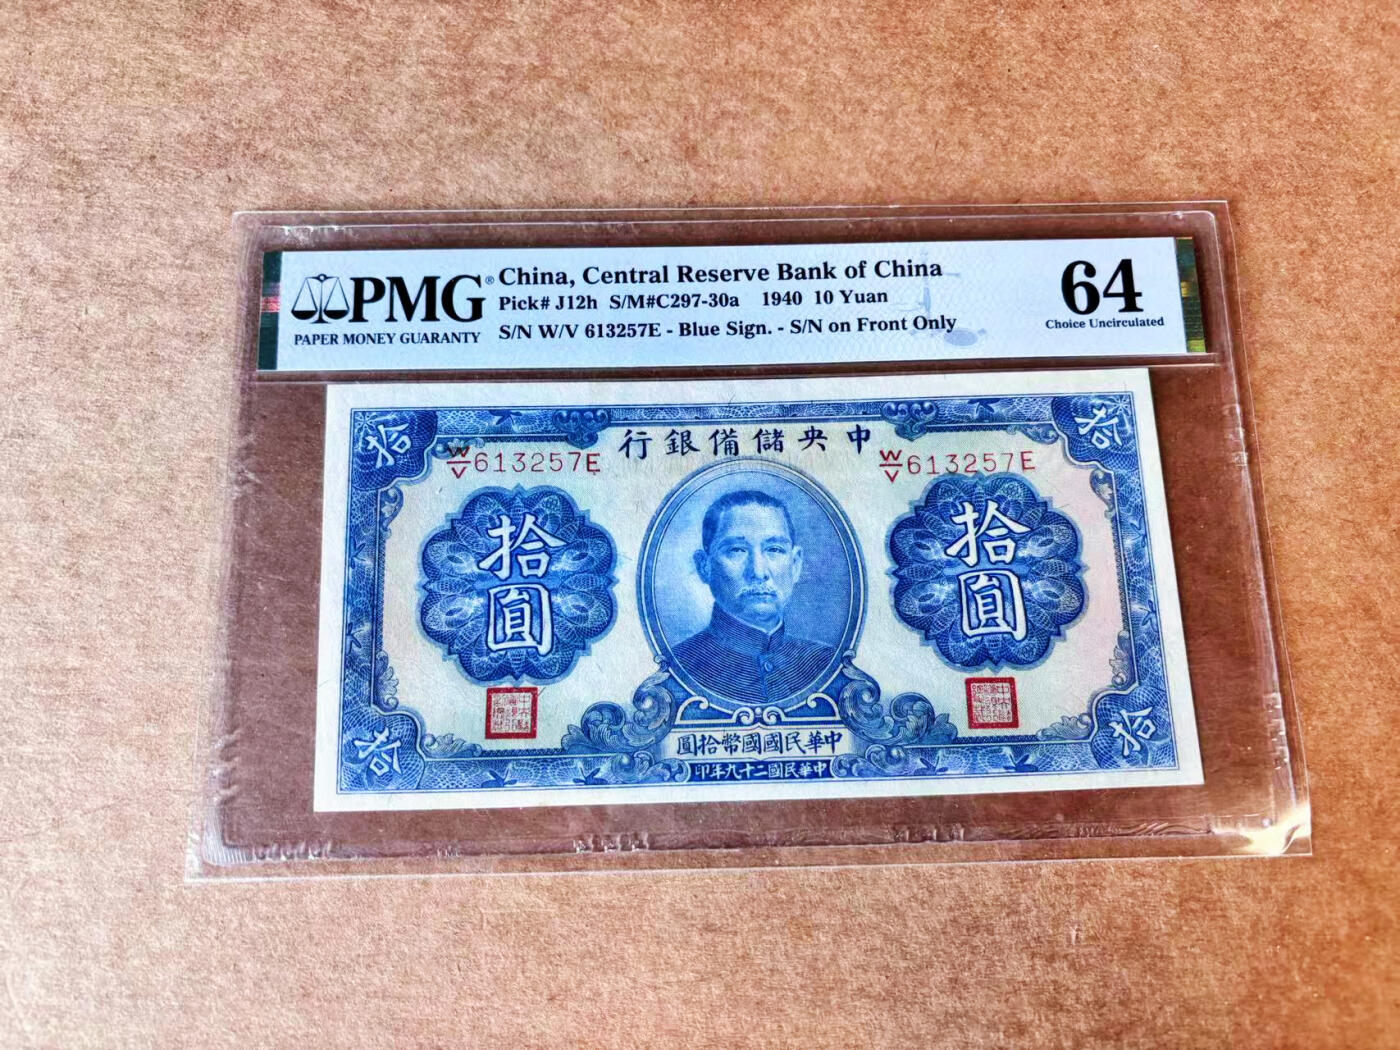 PMG®
PAPER MONEY GUARANTY
China, Central Reserve Bank of China
Pick# J12h S/M#C297-30a 1940 10 Yuan
S/N W/V 613257E - Blue Sign. - S/N on Front Only
64
Choice Uncirculated
拾
拾
行銀備儲央中
W/V613257E
W/V613257E
拾圓
拾圓
圓拾幣國國民華中
印年九十二國民華中
拾
拾